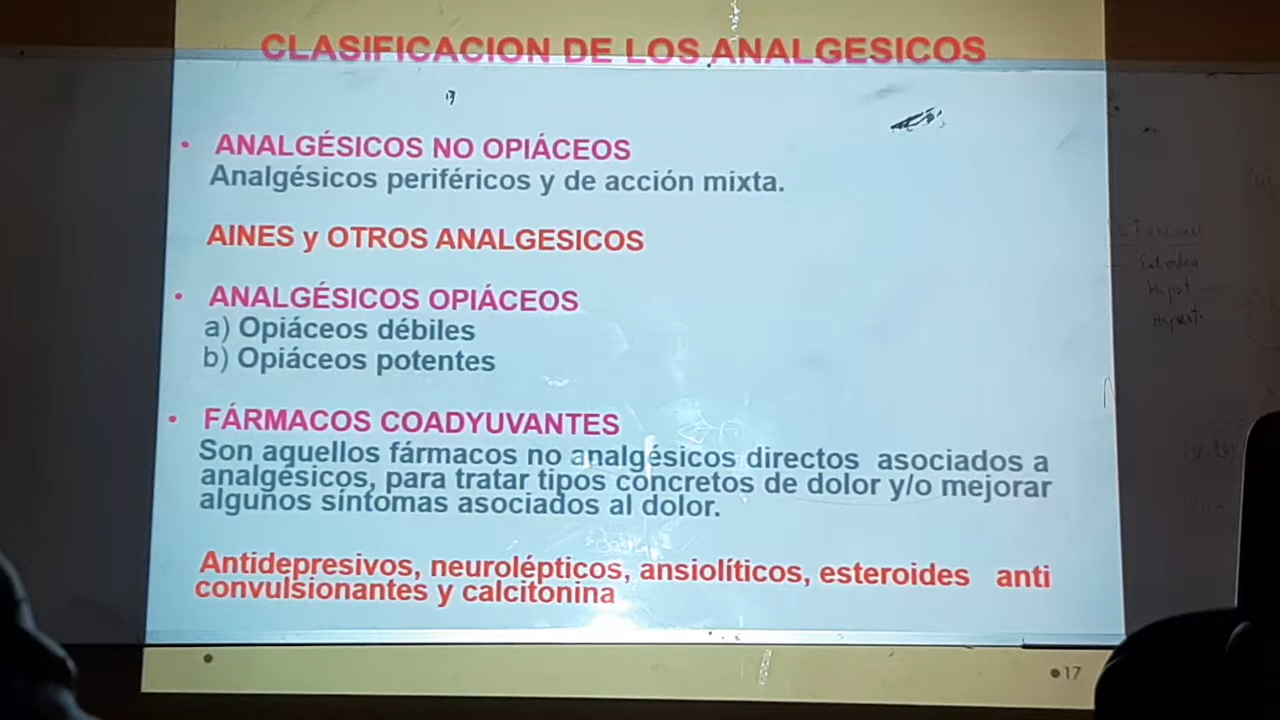 CLASIFICACION DE LOS ANALGESICOS
• ANALGÉSICOS NO OPIÁCEOS
Analgésicos periféricos y de acción mixta.
AINES y OTROS ANALGESICOS
• ANALGÉSICOS OPIÁCEOS
a) Opiáceos débiles
b) Opiáceos potentes
• FÁRMACOS COADYUVANTES
Son aquellos fármacos no analgésicos directos asociados a
analgésicos, para tratar tipos concretos de dolor y/o mejorar
algunos síntomas asociados al dolor.
Antidepresivos, neurolépticos, ansiolíticos, esteroides anti
convulsionantes y calcitonina
17